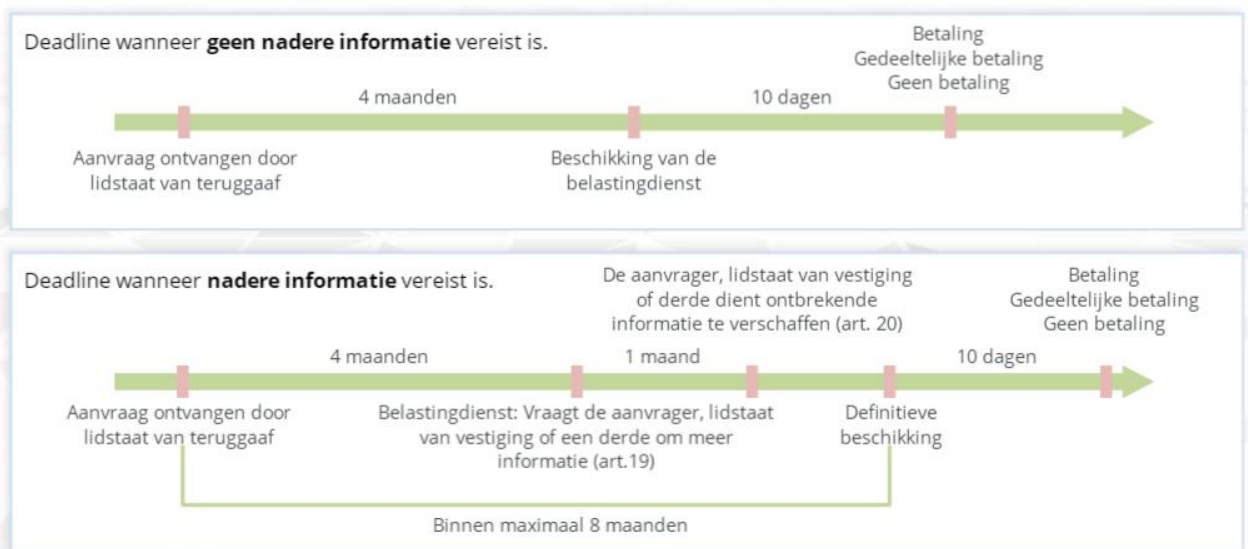 Deadline wanneer geen nadere informatie vereist is.
Betaling
Gedeeltelijke betaling
Geen betaling
4 maanden
10 dagen
Aanvraag ontvangen door
lidstaat van teruggaaf
Beschikking van de
belastingdienst
Deadline wanneer nadere informatie vereist is.
De aanvrager, lidstaat van vestiging
of derde dient ontbrekende
informatie te verschaffen (art. 20)
Betaling
Gedeeltelijke betaling
Geen betaling
4 maanden
1 maand
10 dagen
Aanvraag ontvangen door
lidstaat van teruggaaf
Belastingdienst: Vraagt de aanvrager, lidstaat
van vestiging of een derde om meer
informatie (art.19)
Definitieve
beschikking
Binnen maximaal 8 maanden